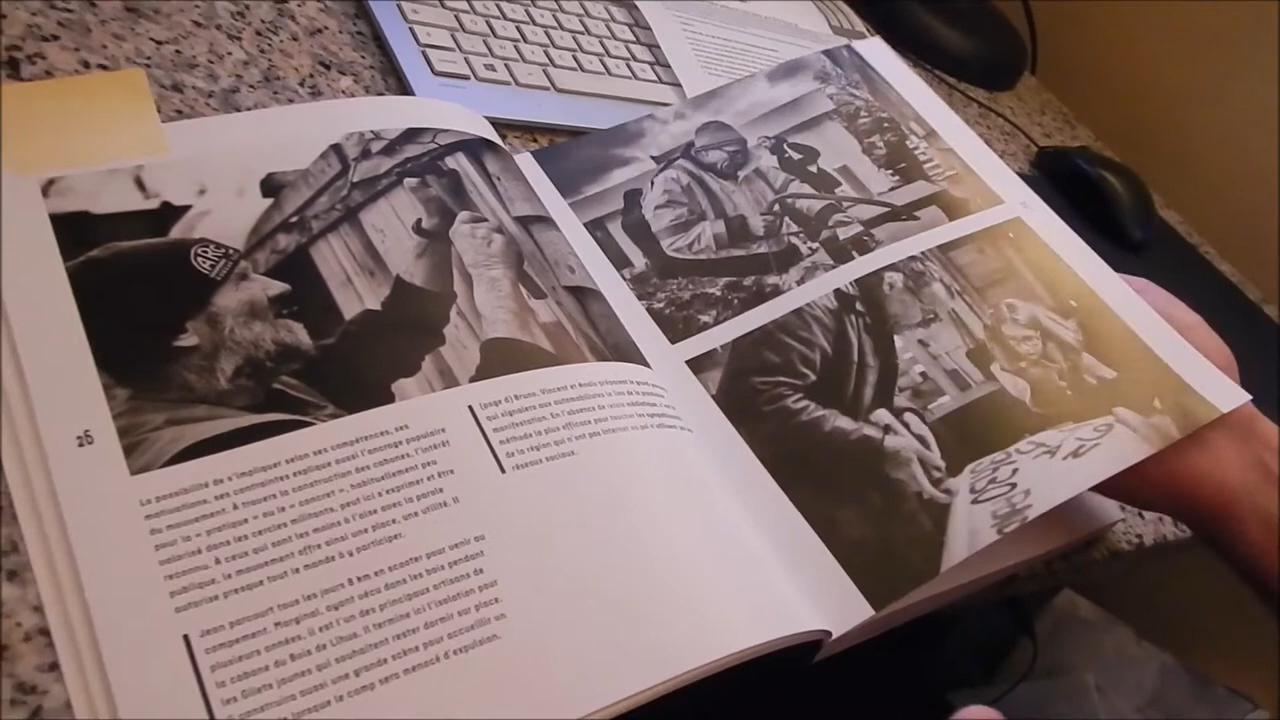 ARC
26
La possibilité de s'impliquer selon ses compétences, ses
motivations, ses contraintes explique aussi l'ancrage populaire
du mouvement. À travers la construction des cabanes, l'intérêt
pour la « pratique » ou le « concret », habituellement peu
valorisé dans les cercles militants, peut ici s'exprimer et être
reconnu. À ceux qui sont les moins à l'aise avec la parole
publique, le mouvement offre ainsi une place, une utilité. Il
autorise presque tout le monde à y participer.
Jean parcourt tous les jours 8 km en scooter pour venir au
campement. Marginal, ayant vécu dans les bois pendant
plusieurs années, il est l'un des principaux artisans de
la cabane du Bois de Lihus. Il termine ici l'isolation pour
les Gilets jaunes qui souhaitent rester dormir sur place.
Il construira aussi une grande scène pour accueillir un
lorsque le camp sera menacé d'expulsion.
(page d) Bruno, Vincent et Anaïs préparent le grand
qui signalera aux automobilistes le lieu de la prochaine
manifestation. En l'absence de relais médiatique, c'est la
méthode la plus efficace pour toucher les sympathisants
de la région qui n'ont pas Internet ou qui n'utilisent pas les
réseaux sociaux.